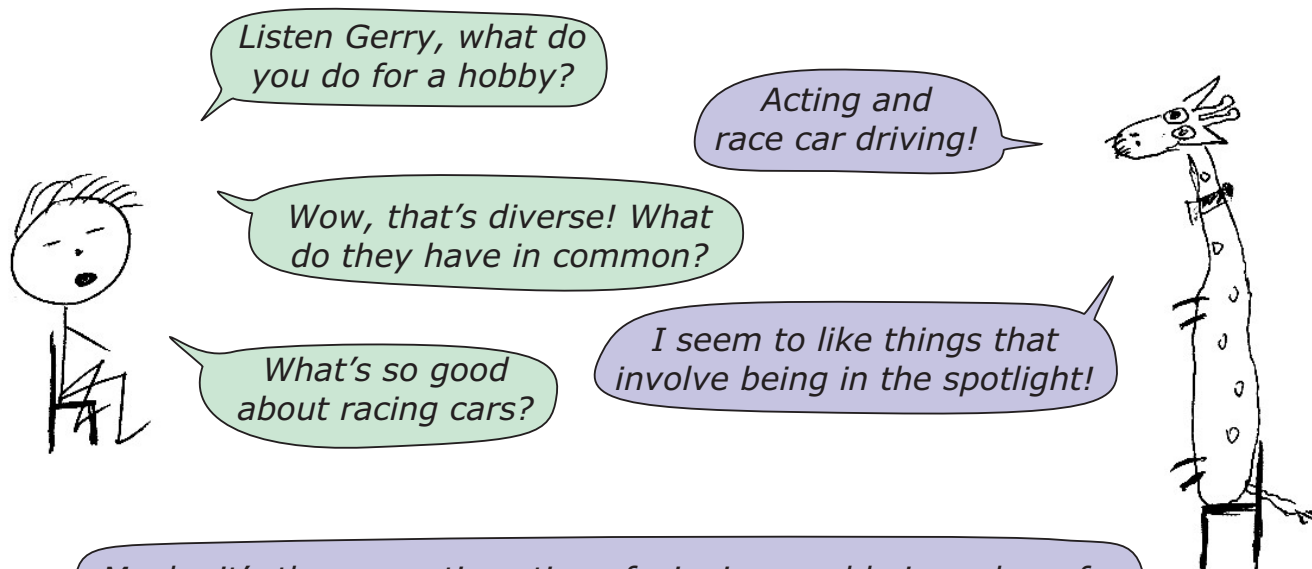 Listen Gerry, what do
you do for a hobby?
Acting and
race car driving!
Wow, that's diverse! What
do they have in common?
I seem to like things that
involve being in the spotlight!
What's so good
about racing cars?